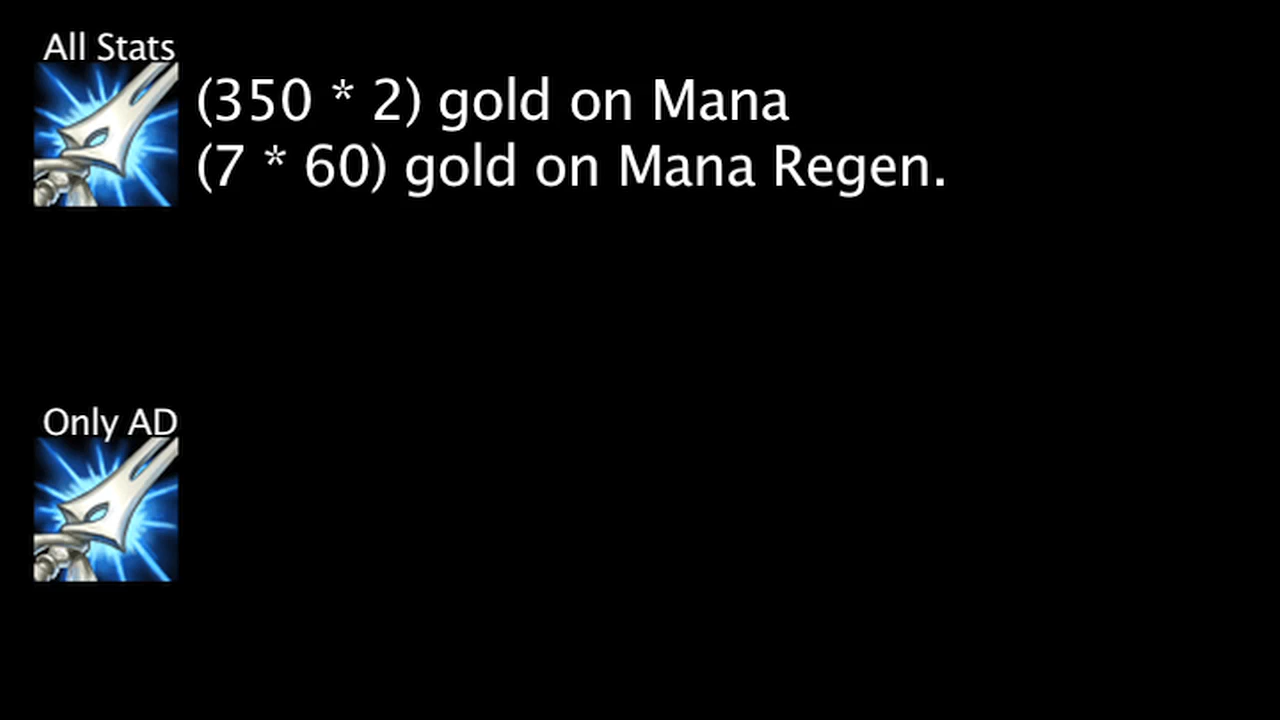 All Stats
(350 * 2) gold on Mana
(7 * 60) gold on Mana Regen.
Only AD